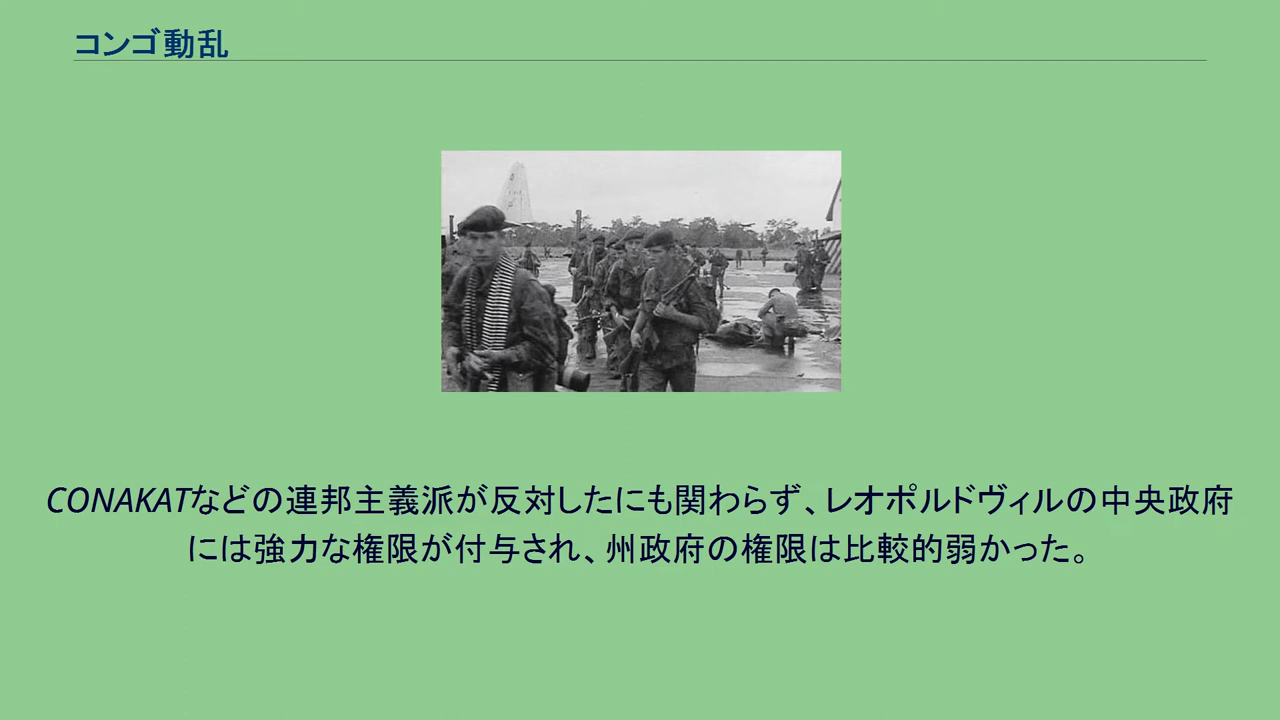 コンゴ動乱
CONAKATなどの連邦主義派が反対したにも関わらず、レオポルドヴィルの中央政府
には強力な権限が付与され、州政府の権限は比較的弱かった。